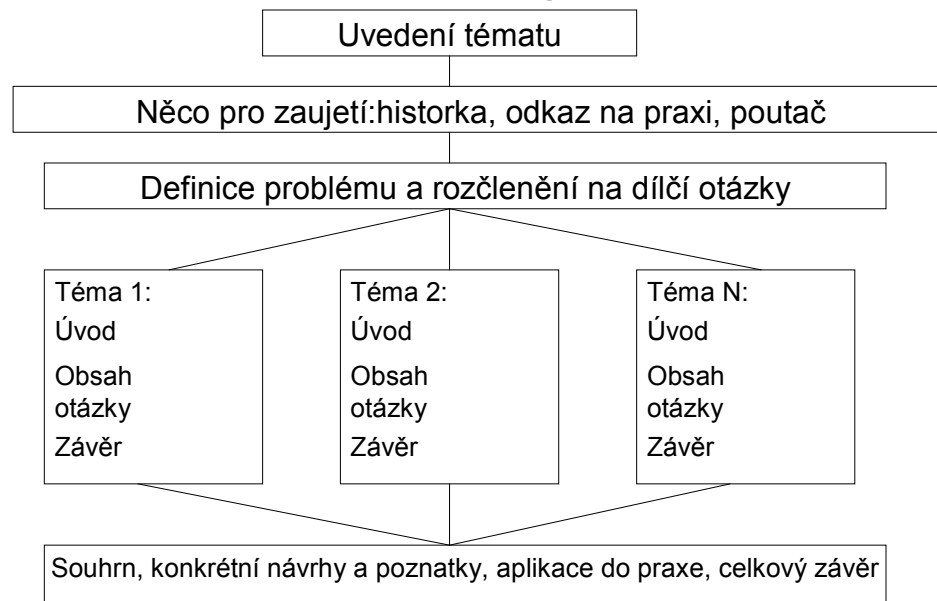 Uvedení tématu
Něco pro zaujetí:historka, odkaz na praxi, poutač
Definice problému a rozčlenění na dílčí otázky
Téma 1:
Úvod
Obsah
otázky
Závěr
Téma 2:
Úvod
Obsah
otázky
Závěr
Téma N:
Úvod
Obsah
otázky
Závěr
Souhrn, konkrétní návrhy a poznatky, aplikace do praxe, celkový závěr